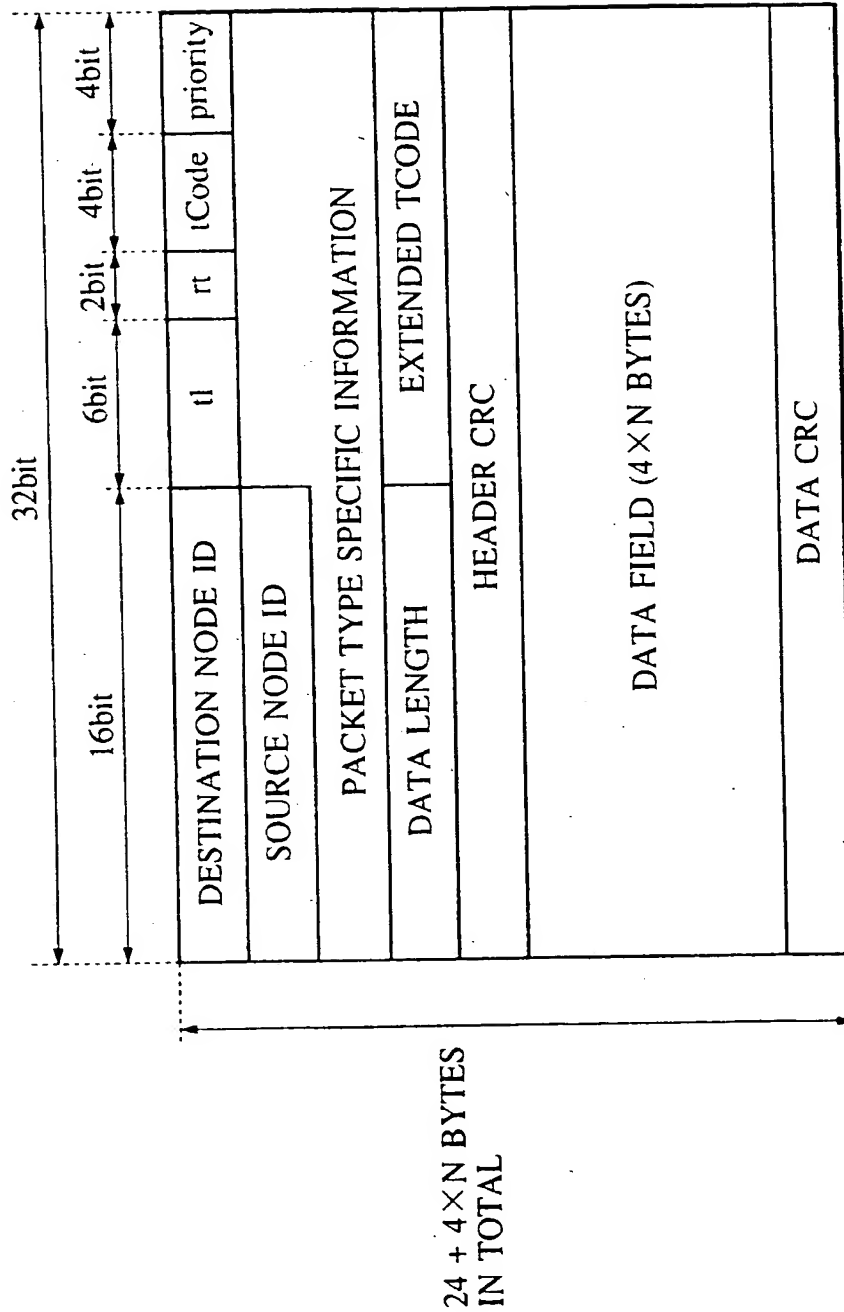 32bit
16bit
6bit
2bit
4bit
4bit
DESTINATION NODE ID
tl
rt
tCode
priority
SOURCE NODE ID
PACKET TYPE SPECIFIC INFORMATION
DATA LENGTH
EXTENDED TCODE
HEADER CRC
DATA FIELD (4×N BYTES)
DATA CRC
24 + 4×N BYTES
IN TOTAL